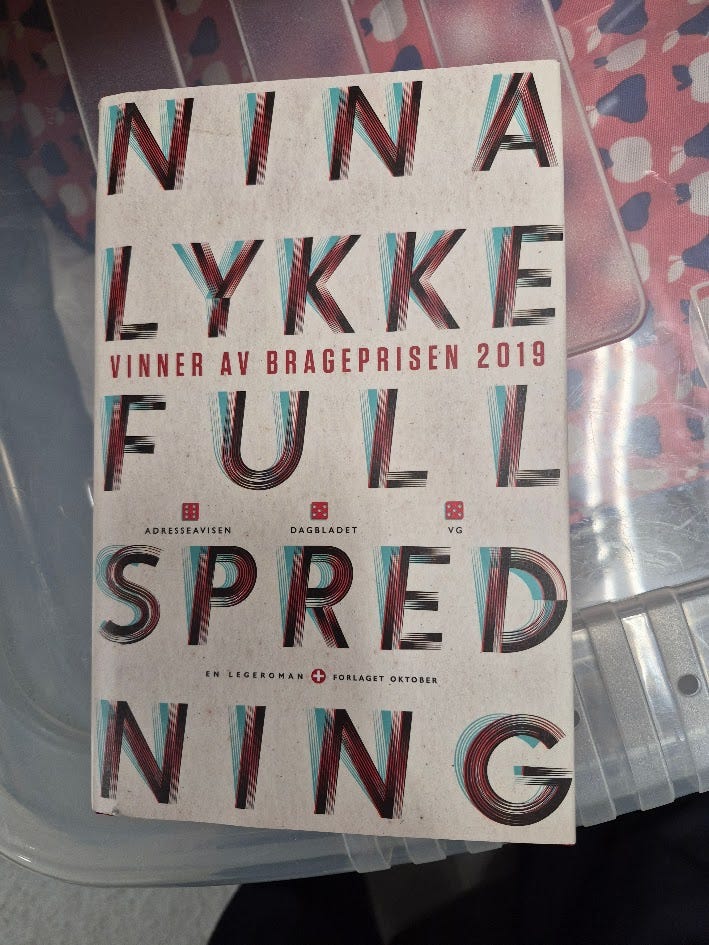 NINA
LYKKE
VINNER AV BRAGEPRISEN 2019
FULL
ADRESSEAVISEN DAGBLADET VG
SPRED
EN LEGEROMAN FORLAGET OKTOBER
NING